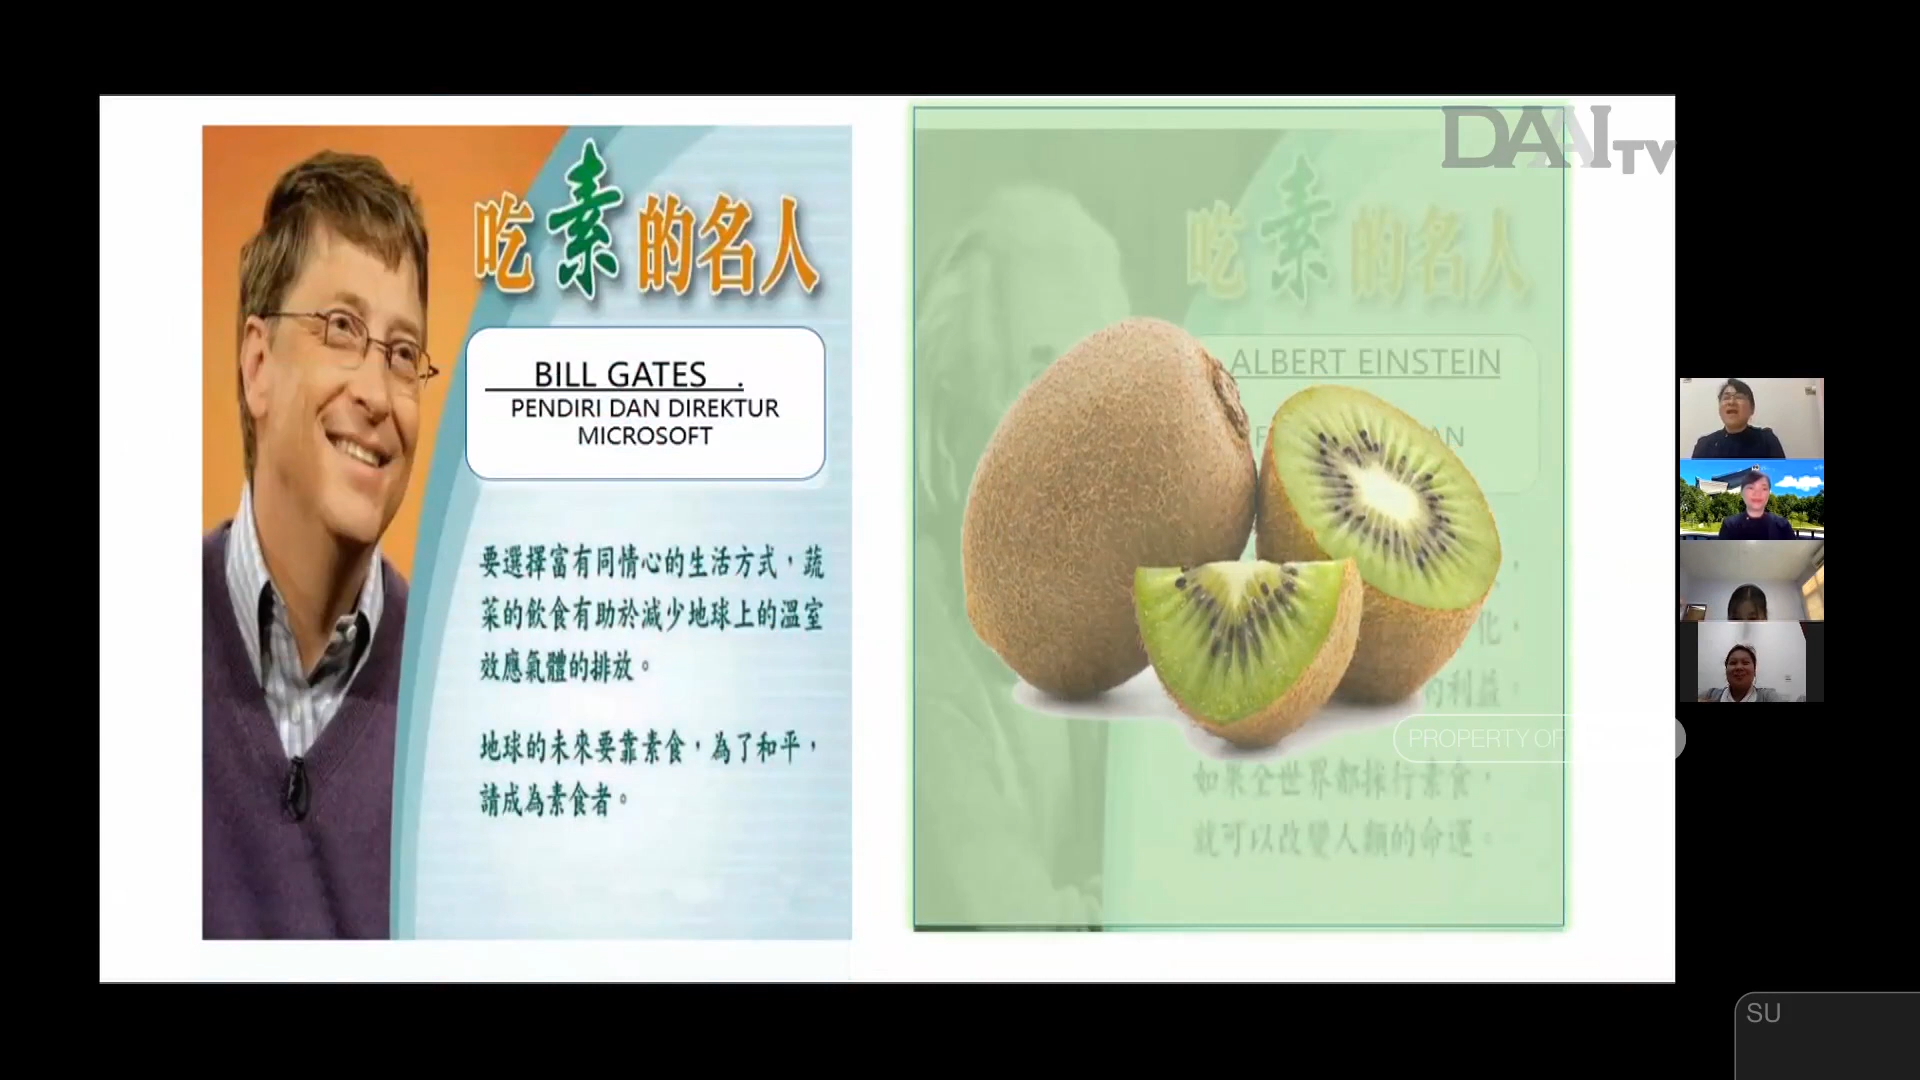 DAAI TV
吃素的名人
BILL GATES .
PENDIRI DAN DIREKTUR
MICROSOFT
要選擇富有同情心的生活方式，蔬
菜的飲食有助於減少地球上的溫室
效應氣體的排放。
地球的未來要靠素食，為了和平，
請成為素食者。
吃素的名人
ALBERT EINSTEIN
AN
化，
的利益。
如果全世界都採行素食，
就可以改變人類的命運。
PROPERTY OF
SU